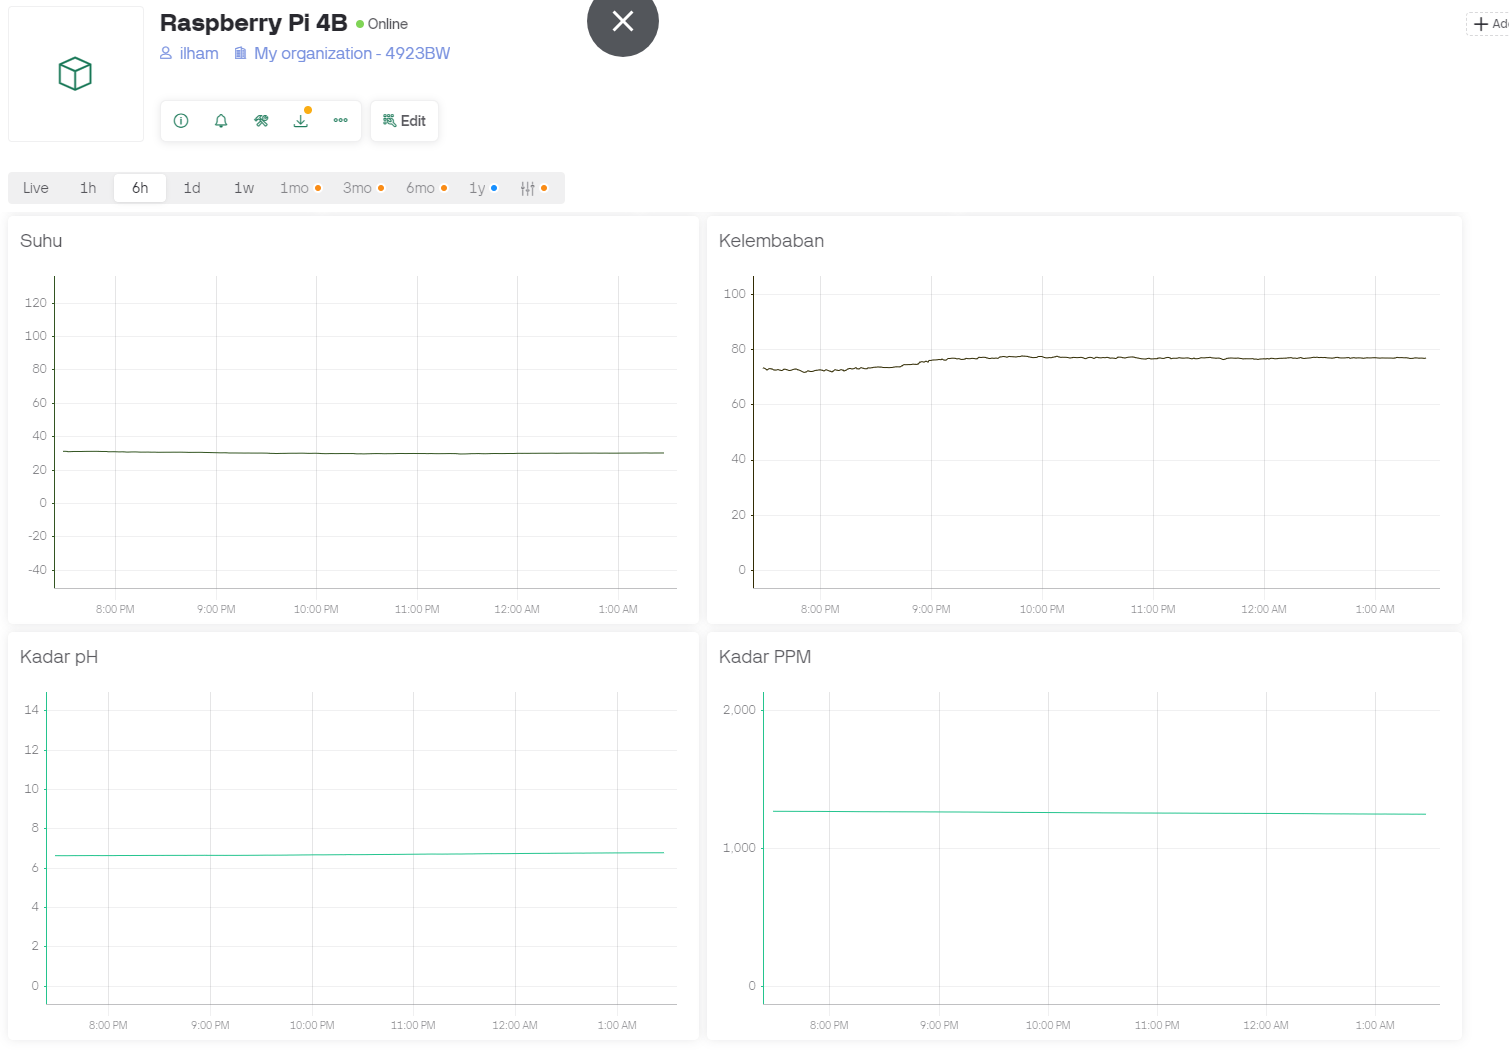 Raspberry Pi 4B Online
ilham My organization - 4923BW
Edit
Live 1h 6h 1d 1w 1mo 3mo 6mo 1y
Suhu
120
100
80
60
40
20
0
-20
-40
8:00 PM 9:00 PM 10:00 PM 11:00 PM 12:00 AM 1:00 AM
Kelembaban
100
80
60
40
20
0
8:00 PM 9:00 PM 10:00 PM 11:00 PM 12:00 AM 1:00 AM
Kadar pH
14
12
10
8
6
4
2
0
8:00 PM 9:00 PM 10:00 PM 11:00 PM 12:00 AM 1:00 AM
Kadar PPM
2,000
1,000
0
8:00 PM 9:00 PM 10:00 PM 11:00 PM 12:00 AM 1:00 AM